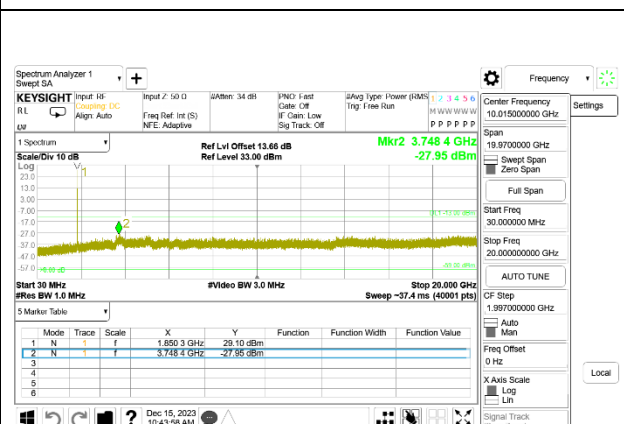 Spectrum Analyzer 1
Swept SA
+
Frequency
KEYSIGHT
RL
Input: RF
Coupling: DC
Align: Auto
Input Z: 50 Ω
Freq Ref: Int (S)
NFE: Adaptive
#Atten: 34 dB
PNO: Fast
Gate: Off
IF Gain: Low
Sig Track: Off
#Avg Type: Power (RMS
Trig: Free Run
1 2 3 4 5 6
M W W W W W
P P P P P P
1 Spectrum
Scale/Div 10 dB
Log
Ref Lvl Offset 13.66 dB
Ref Level 33.00 dBm
Mkr2 3.748 4 GHz
-27.95 dBm
1
2
23.0
13.0
3.00
-7.00
-17.0
-27.0
-37.0
-47.0
-57.0
DL1 -13.00 dBm
Start 30 MHz
#Res BW 1.0 MHz
#Video BW 3.0 MHz
Stop 20.000 GHz
Sweep ~37.4 ms (40001 pts)
5 Marker Table
Mode Trace Scale X Y Function Function Width Function Value
1 N 1 f 1.850 3 GHz 29.10 dBm
2 N 1 f 3.748 4 GHz -27.95 dBm
3
4
5
6
?
Dec 15, 2023
10:43:58 AM
Center Frequency
10.015000000 GHz
Settings
Span
19.9700000 GHz
Swept Span
Zero Span
Full Span
Start Freq
30.000000 MHz
Stop Freq
20.000000000 GHz
AUTO TUNE
CF Step
1.997000000 GHz
Auto
Man
Freq Offset
0 Hz
X Axis Scale
Log
Lin
Local
Signal Track